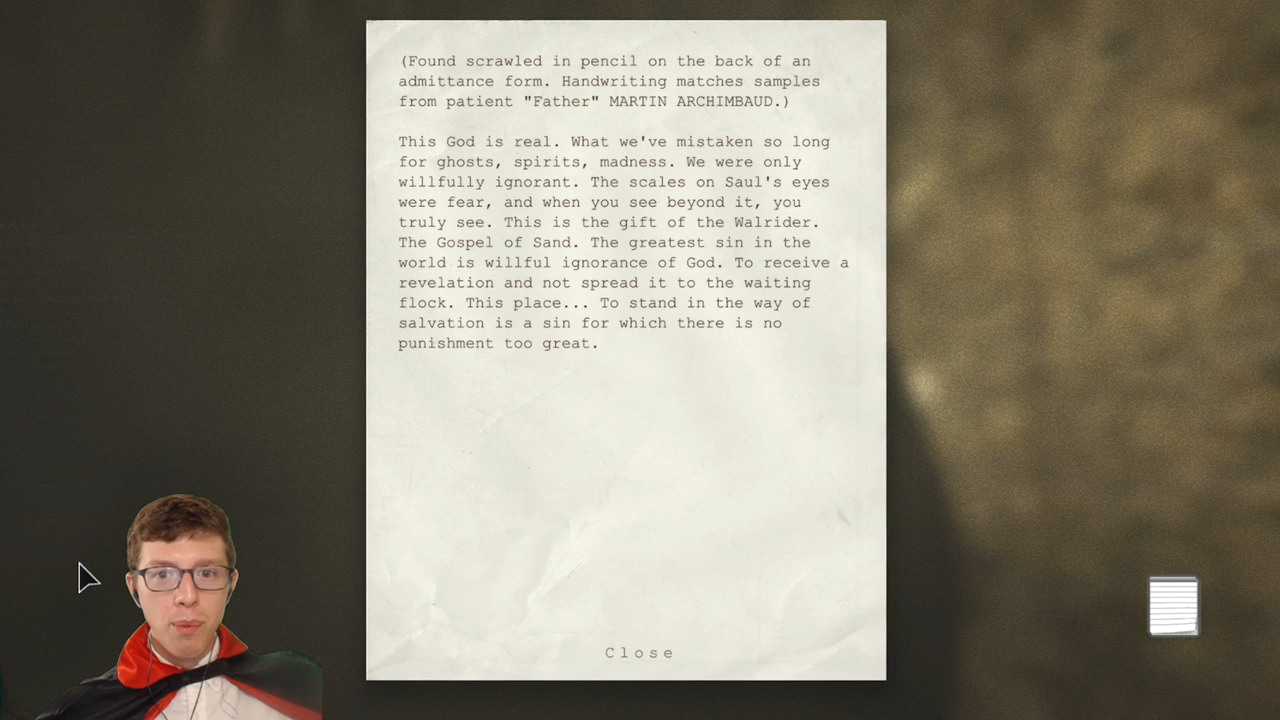 (Found scrawled in pencil on the back of an
admittance form. Handwriting matches samples
from patient "Father" MARTIN ARCHIMBAUD.)
This God is real. What we've mistaken so long
for ghosts, spirits, madness. We were only
willfully ignorant. The scales on Saul's eyes
were fear, and when you see beyond it, you
truly see. This is the gift of the Walrider.
The Gospel of Sand. The greatest sin in the
world is willful ignorance of God. To receive a
revelation and not spread it to the waiting
flock. This place... To stand in the way of
salvation is a sin for which there is no
punishment too great.
Close